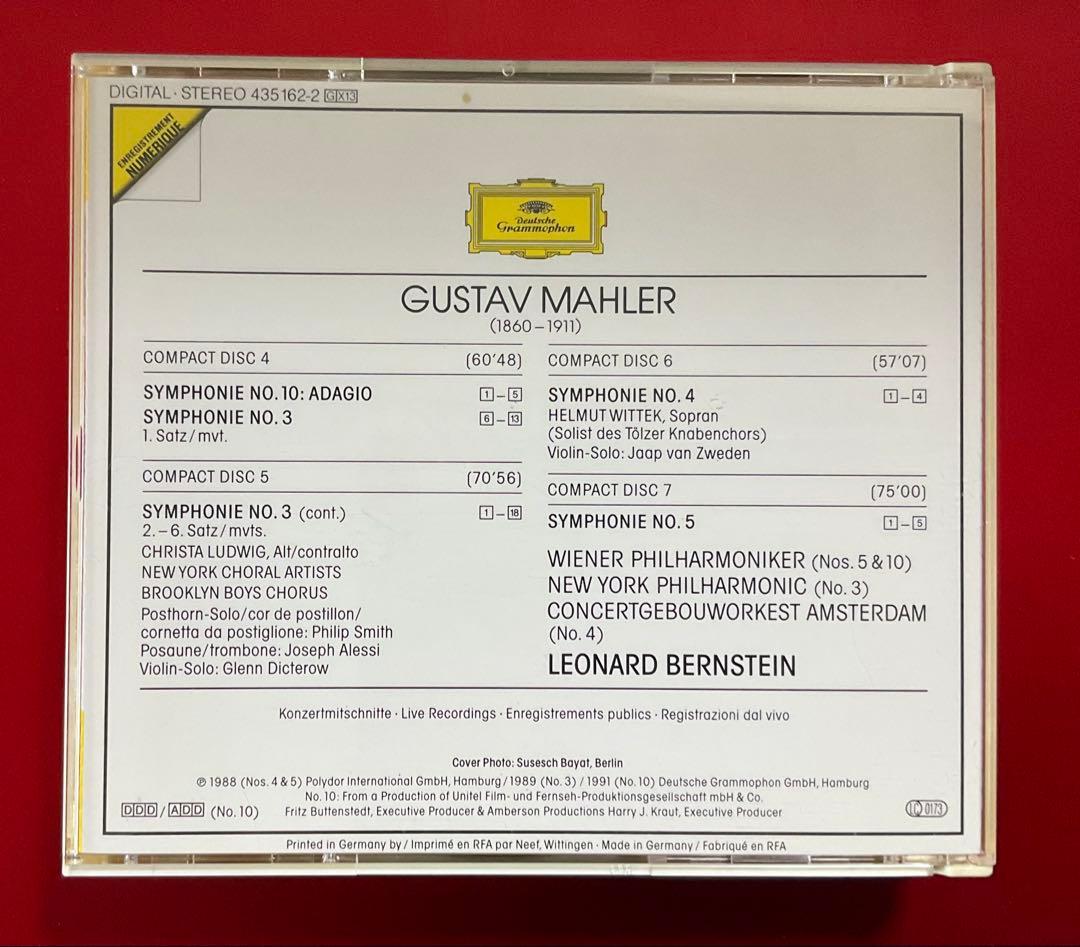 DIGITAL · STEREO 435162-2 G X13
ENREGISTREMENT
NUMERIQUE
Deutsche
Grammophon
GUSTAV MAHLER
(1860–1911)
COMPACT DISC 4 (60'48)
SYMPHONIE NO. 10: ADAGIO 1–5
SYMPHONIE NO. 3 6–13
1. Satz/mvt.
COMPACT DISC 5 (70'56)
SYMPHONIE NO. 3 (cont.) 1–18
2.–6. Satz/mvts.
CHRISTA LUDWIG, Alt/contralto
NEW YORK CHORAL ARTISTS
BROOKLYN BOYS CHORUS
Posthorn-Solo/cor de postillon/
cornetta da postiglione: Philip Smith
Posaune/trombone: Joseph Alessi
Violin-Solo: Glenn Dicterow
COMPACT DISC 6 (57'07)
SYMPHONIE NO. 4 1–4
HELMUT WITTEK, Sopran
(Solist des Tölzer Knabenchors)
Violin-Solo: Jaap van Zweden
COMPACT DISC 7 (75'00)
SYMPHONIE NO. 5 1–5
WIENER PHILHARMONIKER (Nos. 5 & 10)
NEW YORK PHILHARMONIC (No. 3)
CONCERTGEBOUWORKEST AMSTERDAM
(No. 4)
LEONARD BERNSTEIN
Konzertmitschnitte · Live Recordings · Enregistrements publics · Registrazioni dal vivo
Cover Photo: Susesch Bayat, Berlin
℗ 1988 (Nos. 4 & 5) Polydor International GmbH, Hamburg / 1989 (No. 3) / 1991 (No. 10) Deutsche Grammophon GmbH, Hamburg
No. 10: From a Production of Unitel Film- und Fernseh-Produktionsgesellschaft mbH & Co.
DDD / ADD (No. 10) Fritz Buttenstedt, Executive Producer & Amberson Productions Harry J. Kraut, Executive Producer LC 0173
Printed in Germany by / Imprimé en RFA par Neef, Wittingen · Made in Germany / Fabriqué en RFA